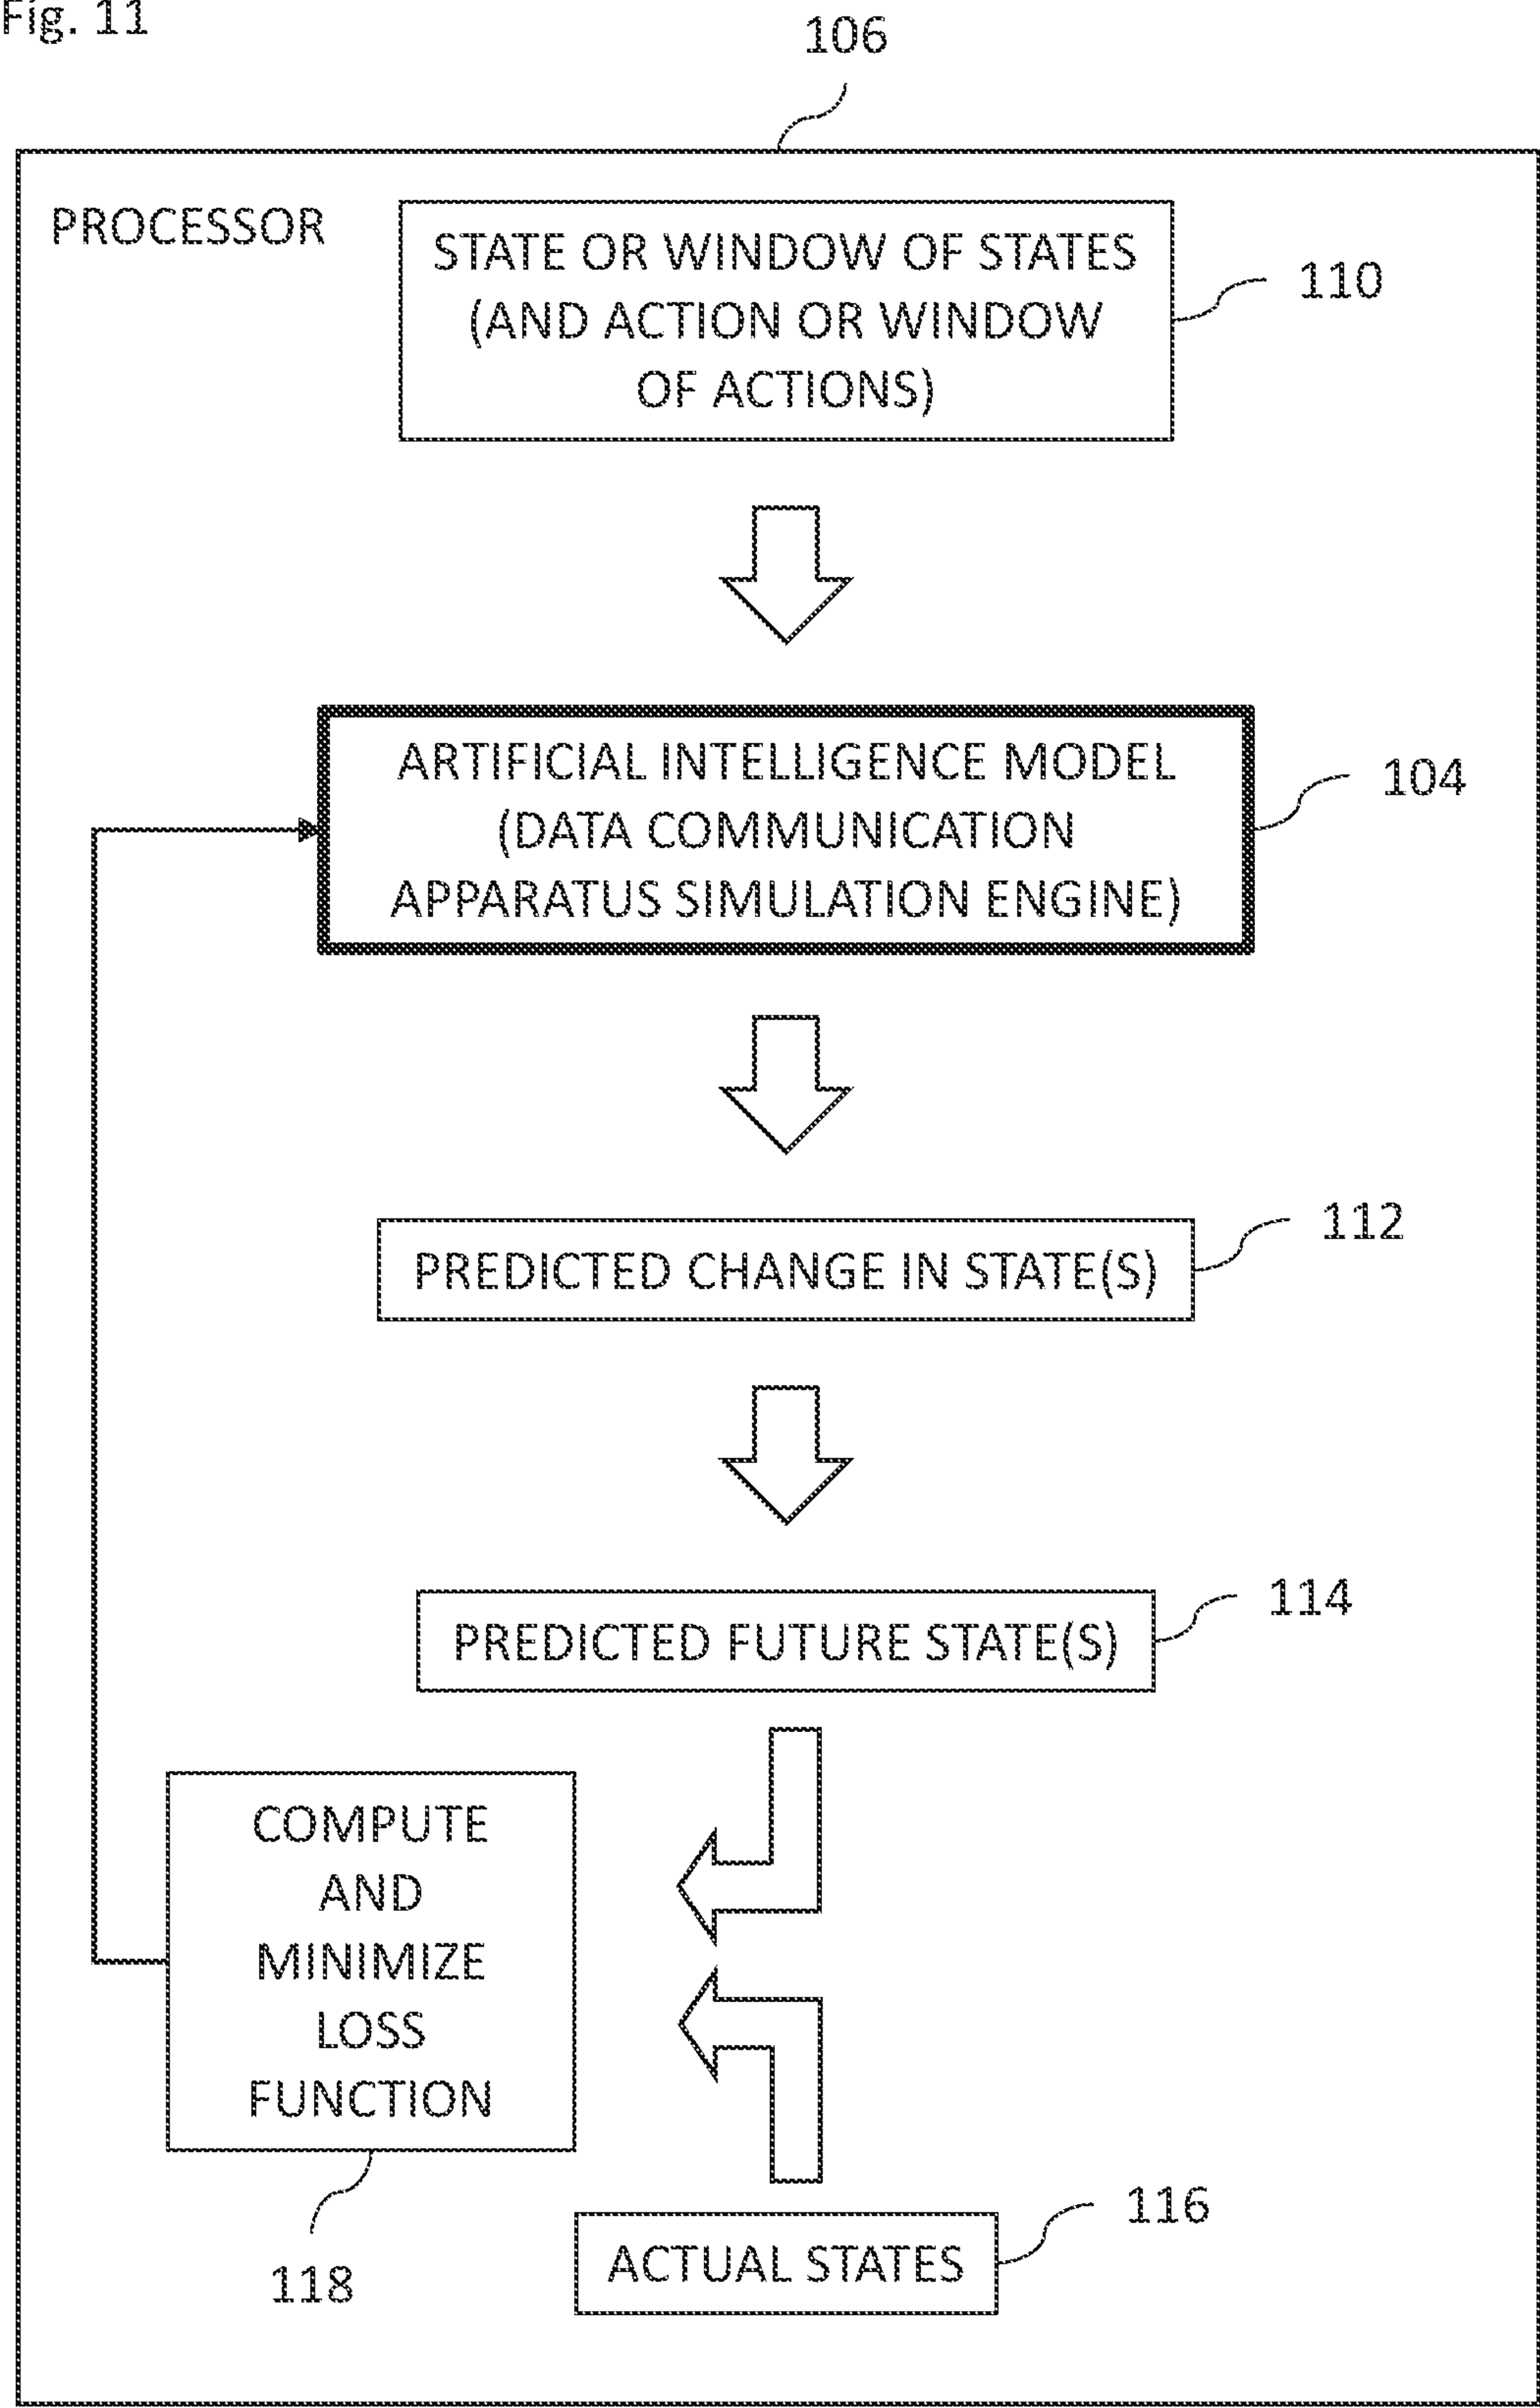 Fig. 11
106
PROCESSOR
STATE OR WINDOW OF STATES
(AND ACTION OR WINDOW
OF ACTIONS)
110
ARTIFICIAL INTELLIGENCE MODEL
(DATA COMMUNICATION
APPARATUS SIMULATION ENGINE)
104
PREDICTED CHANGE IN STATE(S)
112
PREDICTED FUTURE STATE(S)
114
COMPUTE
AND
MINIMIZE
LOSS
FUNCTION
118
ACTUAL STATES
116